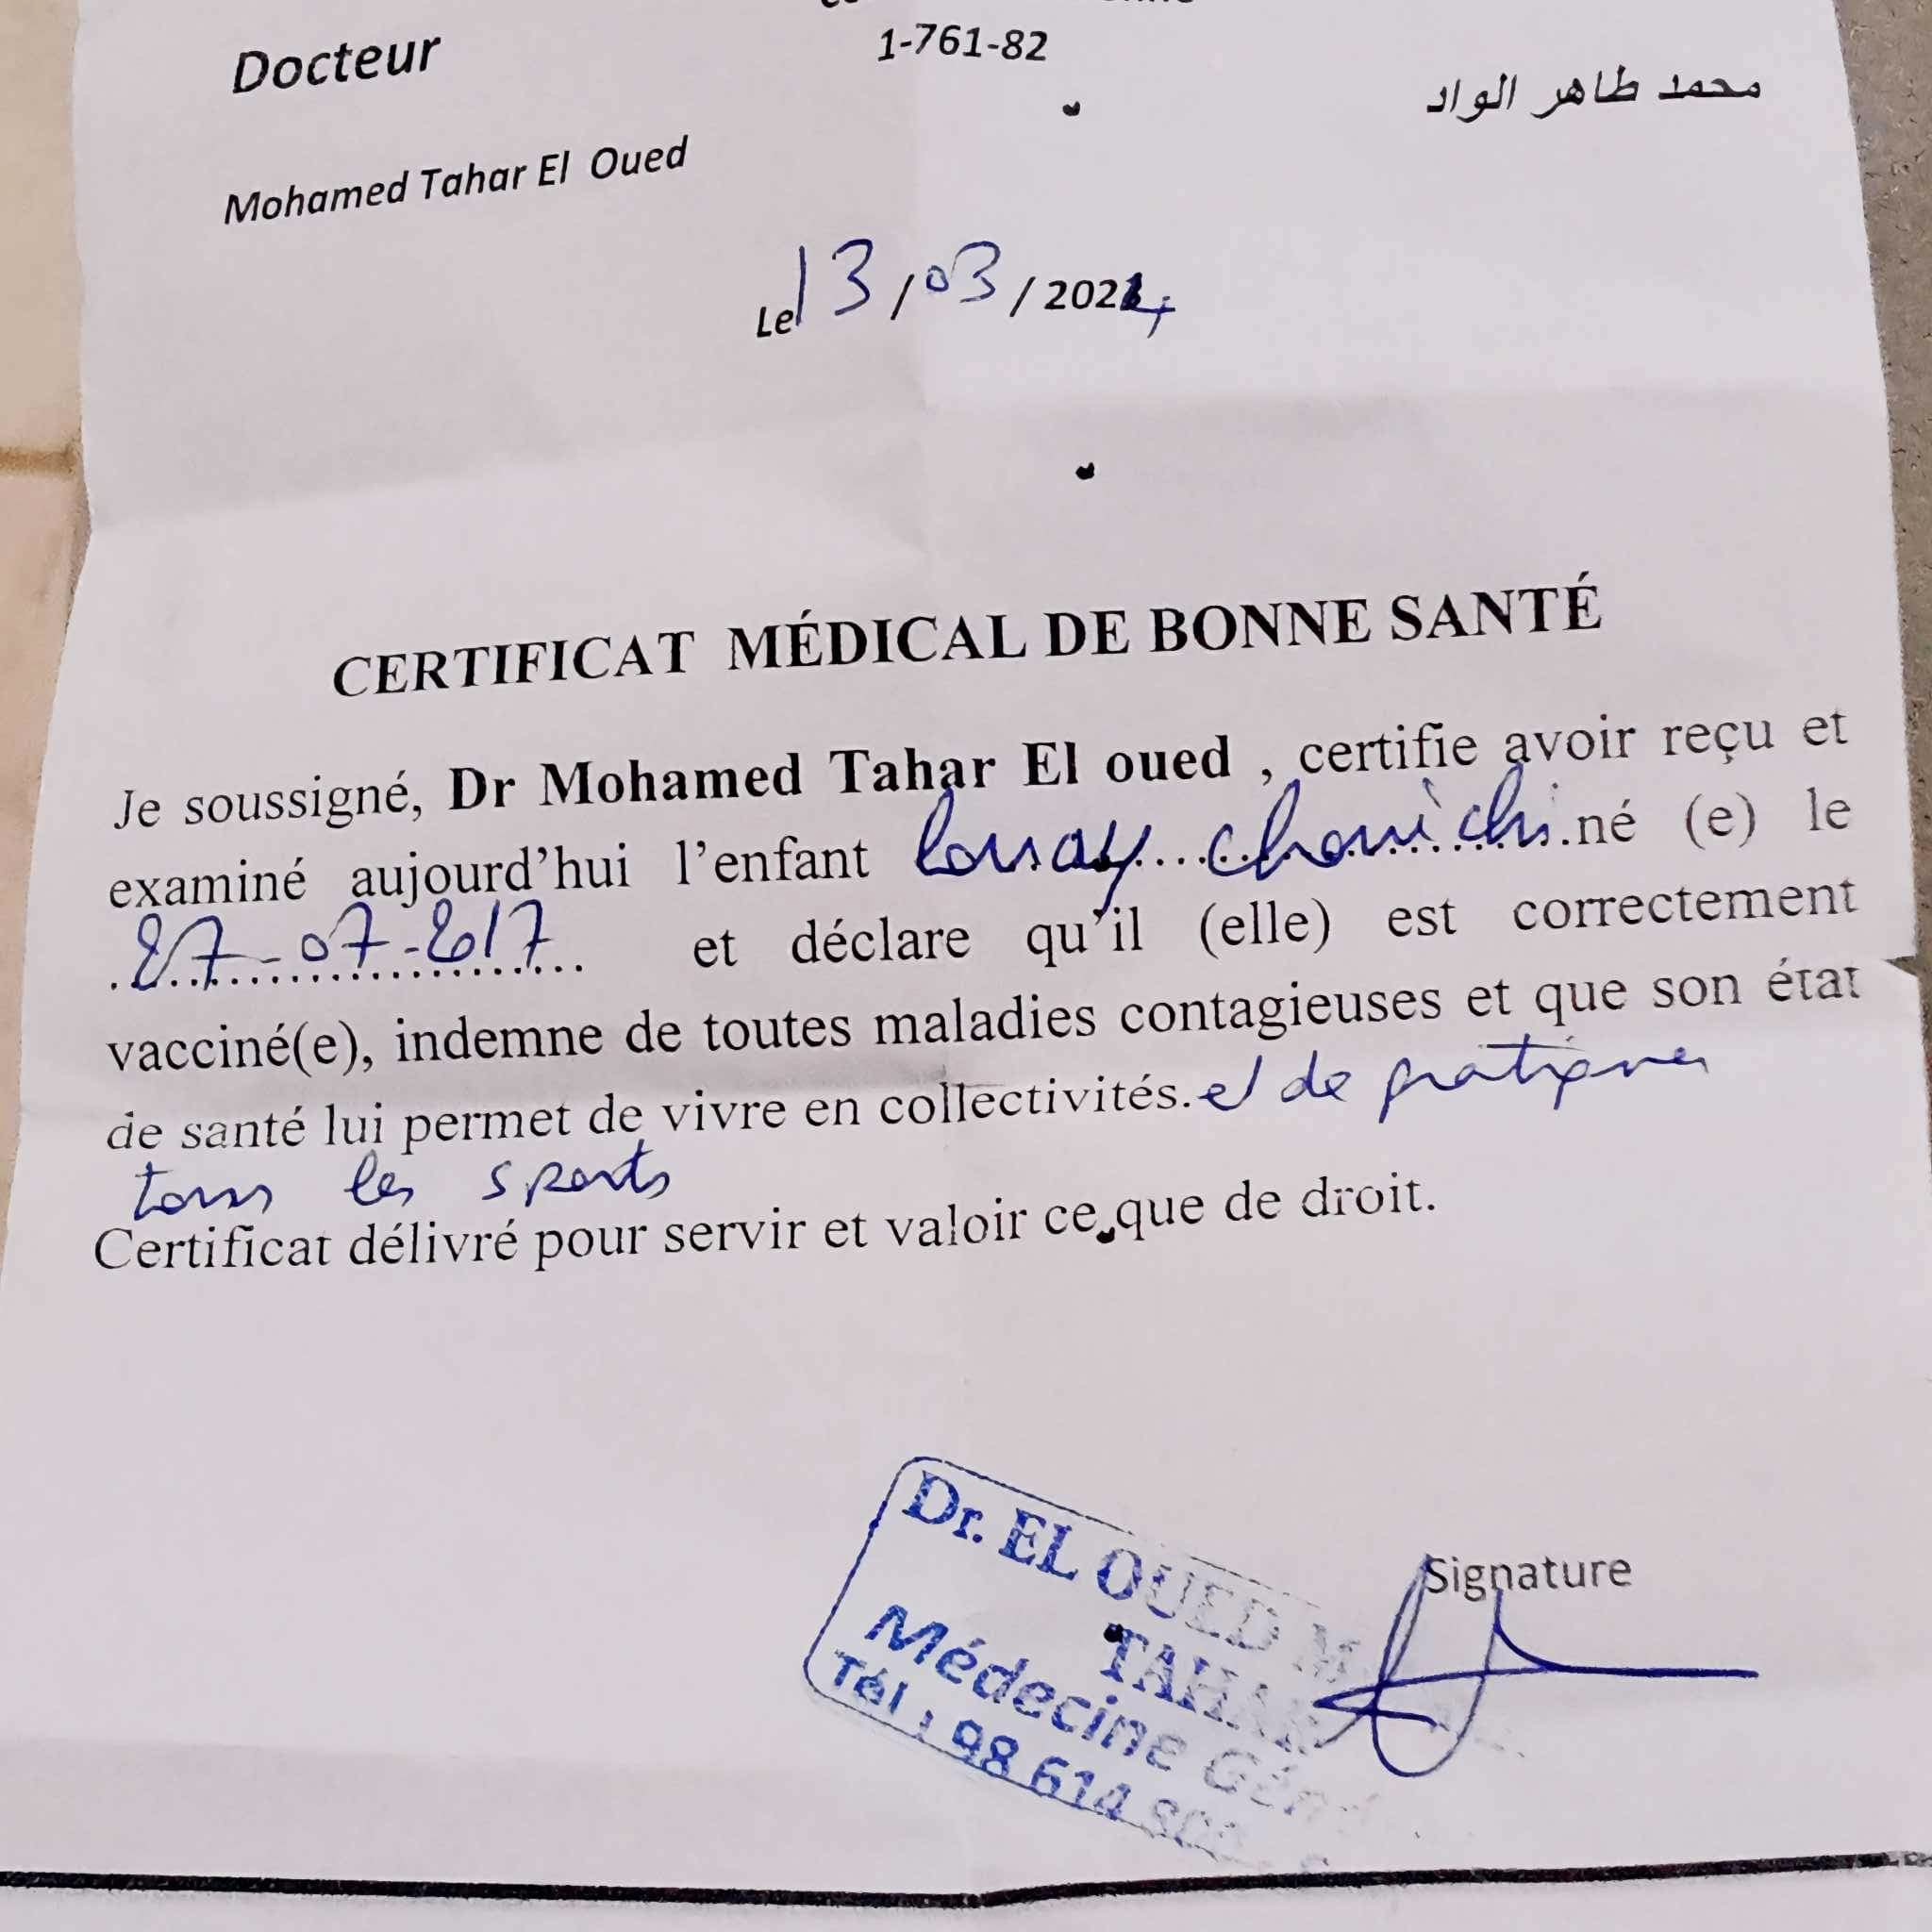 Docteur
1-761-82
محمد طاهر الواد
Mohamed Tahar El Oued
Le 13/03/2024
CERTIFICAT MÉDICAL DE BONNE SANTÉ
Je soussigné, Dr Mohamed Tahar El oued , certifie avoir reçu et
examiné aujourd'hui l'enfant louay chouichi né (e) le
27-07-2017 et déclare qu'il (elle) est correctement
vacciné(e), indemne de toutes maladies contagieuses et que son état
de santé lui permet de vivre en collectivités. et de pratiquer
tous les sports
Certificat délivré pour servir et valoir ce que de droit.
Signature
Dr. EL OUED M.
TAHAR
Médecine
Tél : 98 614